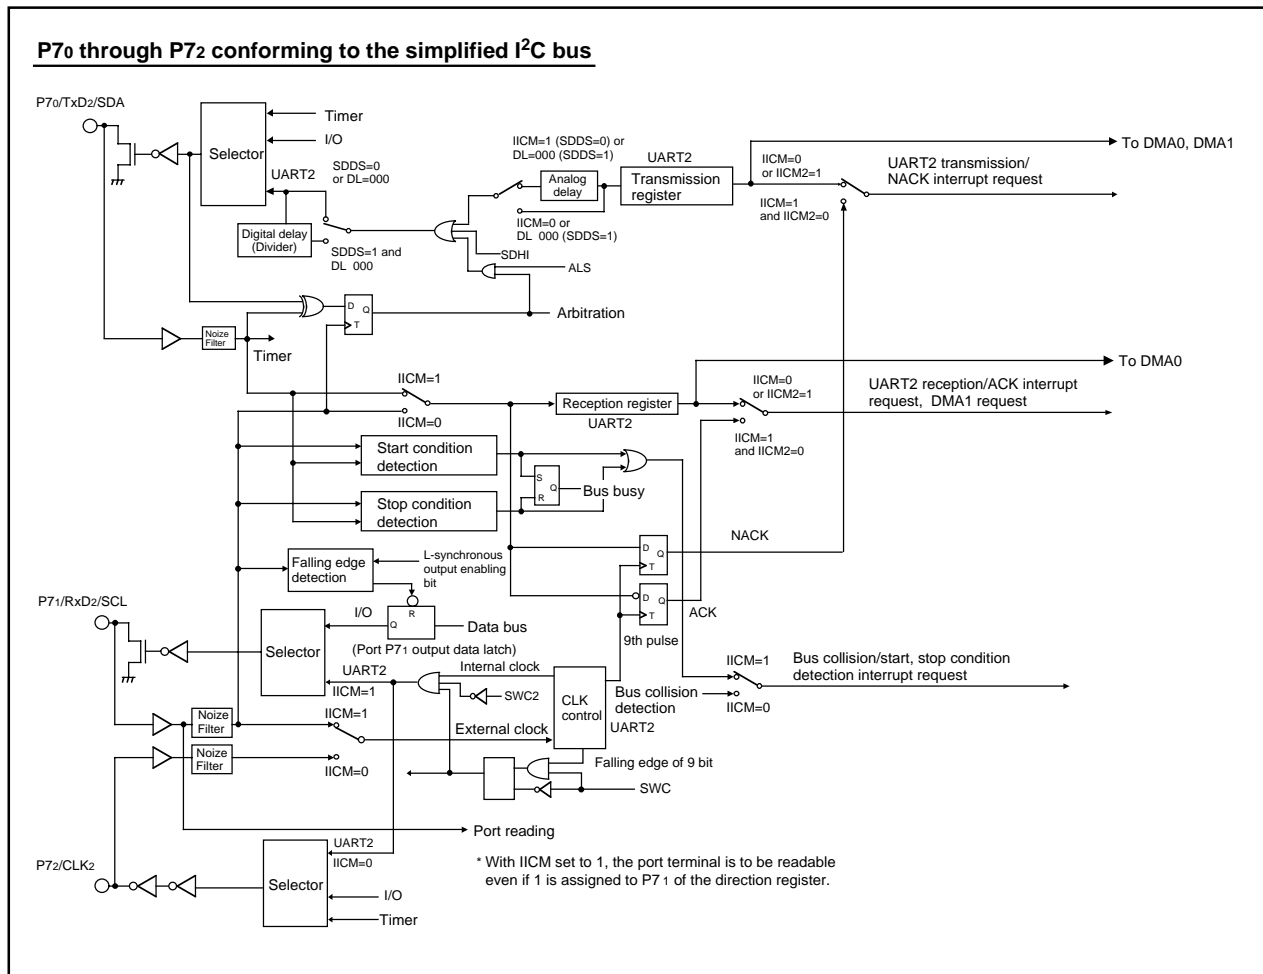 P70 through P72 conforming to the simplified I2C bus
P70/TxD2/SDA
Timer
I/O
Selector
UART2
SDDS=0
or DL=000
Digital delay
(Divider)
SDDS=1 and
DL 000
IICM=1 (SDDS=0) or
DL=000 (SDDS=1)
Analog
delay
UART2
Transmission
register
IICM=0 or
DL 000 (SDDS=1)
SDHI
ALS
To DMA0, DMA1
IICM=0
or IICM2=1
UART2 transmission/
NACK interrupt request
IICM=1
and IICM2=0
D
Q
T
Arbitration
Noize
Filter
Timer
To DMA0
IICM=1
IICM=0
Reception register
UART2
IICM=0
or IICM2=1
UART2 reception/ACK interrupt
request, DMA1 request
IICM=1
and IICM2=0
Start condition
detection
S
Q
R
Bus busy
Stop condition
detection
NACK
D
Q
T
Falling edge
detection
L-synchronous
output enabling
bit
D
Q
T
ACK
9th pulse
P71/RxD2/SCL
I/O
R
Q
Data bus
(Port P71 output data latch)
Selector
UART2
IICM=1
Internal clock
SWC2
CLK
control
UART2
Bus collision
detection
IICM=1
IICM=0
Bus collision/start, stop condition
detection interrupt request
Noize
Filter
IICM=1
External clock
Noize
Filter
IICM=0
Falling edge of 9 bit
SWC
Port reading
P72/CLK2
UART2
IICM=0
Selector
I/O
Timer
* With IICM set to 1, the port terminal is to be readable
even if 1 is assigned to P71 of the direction register.